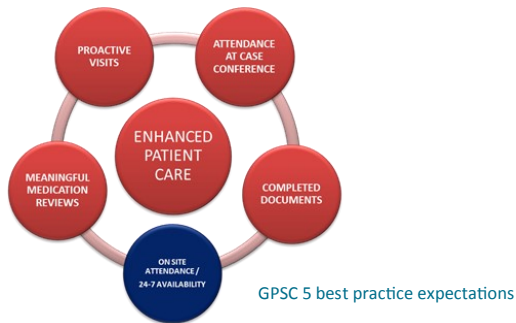 PROACTIVE
VISITS
ATTENDANCE
AT CASE
CONFERENCE
ENHANCED
PATIENT
CARE
MEANINGFUL
MEDICATION
REVIEWS
COMPLETED
DOCUMENTS
ON SITE
ATTENDANCE /
24-7 AVAILABILITY
GPSC 5 best practice expectations